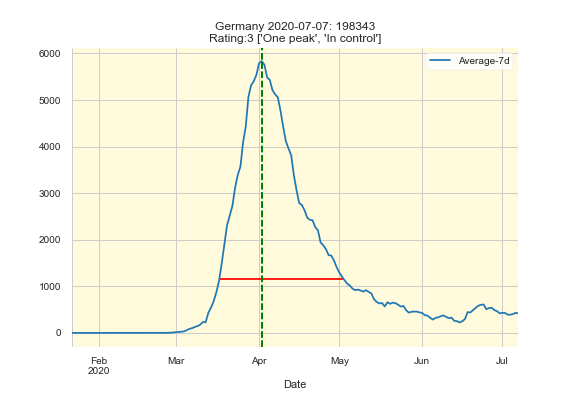 Germany 2020-07-07: 198343
Rating:3 ['One peak', 'In control']
Average-7d
6000
5000
4000
3000
2000
1000
0
Feb Mar Apr May Jun Jul
2020
Date